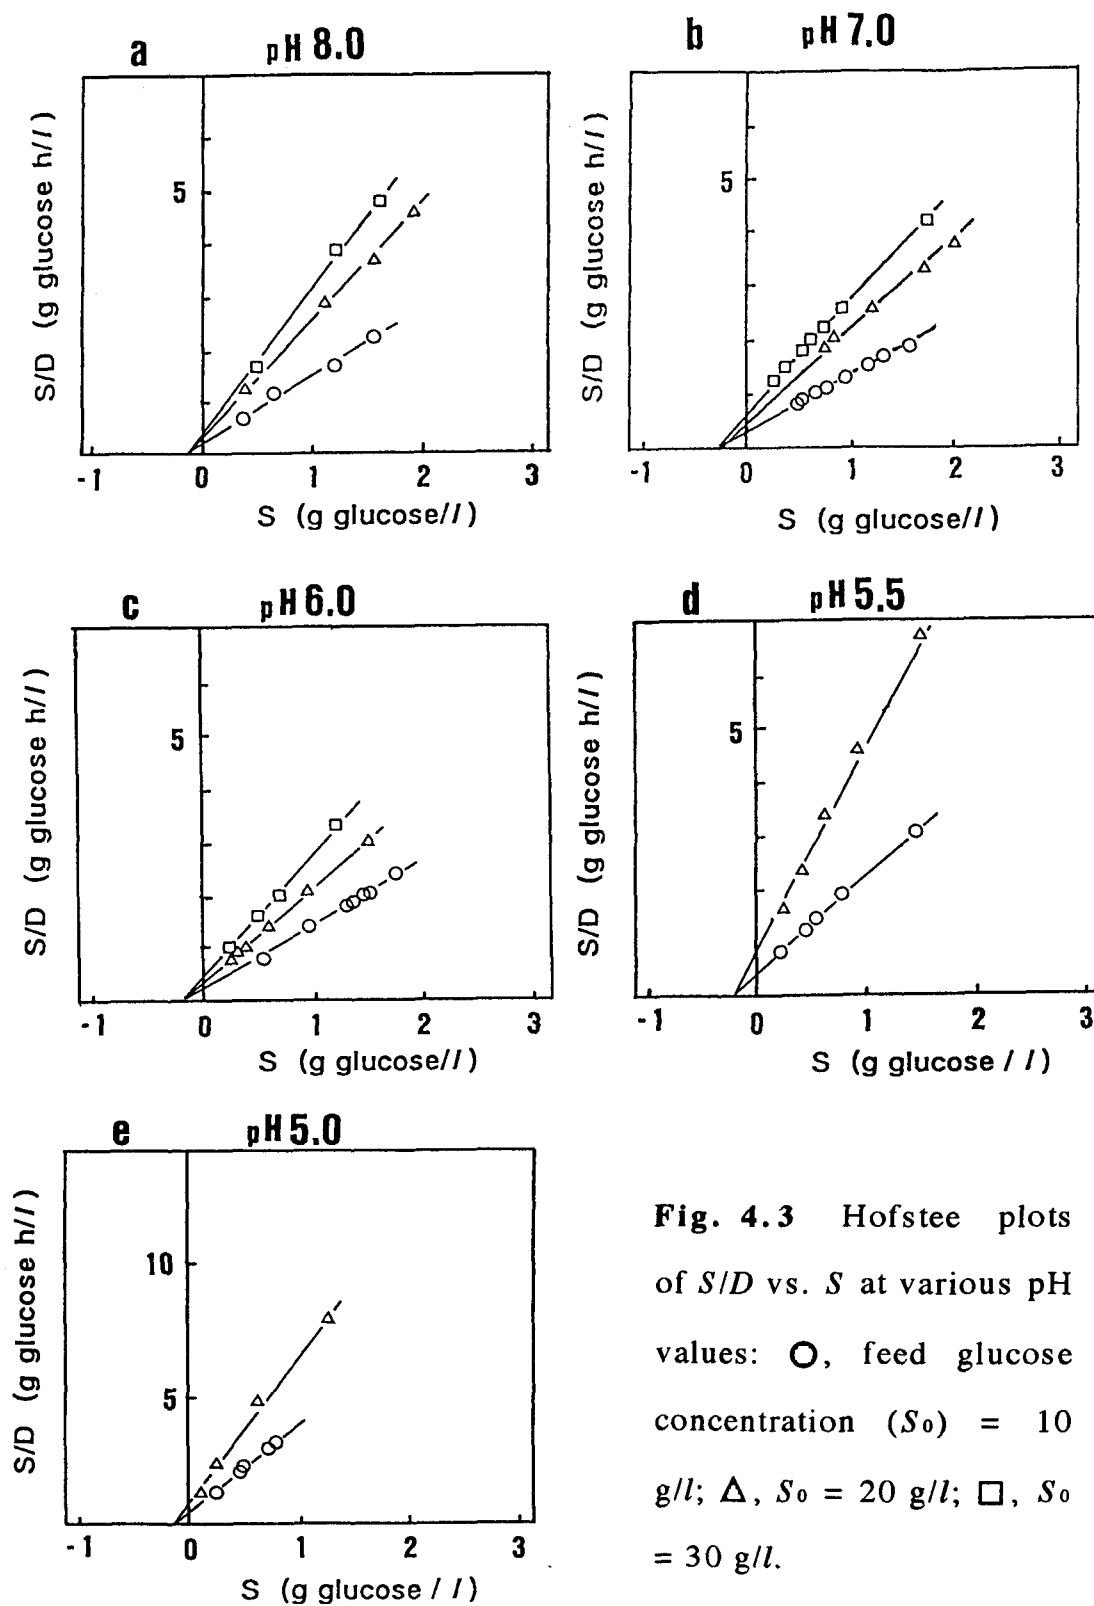 a pH 8.0
S/D (g glucose h/l)
5
-1 0 1 2 3
S (g glucose/l)
b pH 7.0
S/D (g glucose h/l)
5
-1 0 1 2 3
S (g glucose/l)
c pH 6.0
S/D (g glucose h/l)
5
-1 0 1 2 3
S (g glucose/l)
d pH 5.5
S/D (g glucose h/l)
5
-1 0 1 2 3
S (g glucose / l)
e pH 5.0
S/D (g glucose h/l)
10
5
-1 0 1 2 3
S (g glucose / l)
Fig. 4.3 Hofstee plots
of S/D vs. S at various pH
values: ○, feed glucose
concentration (S₀) = 10
g/l; △, S₀ = 20 g/l; □, S₀
= 30 g/l.